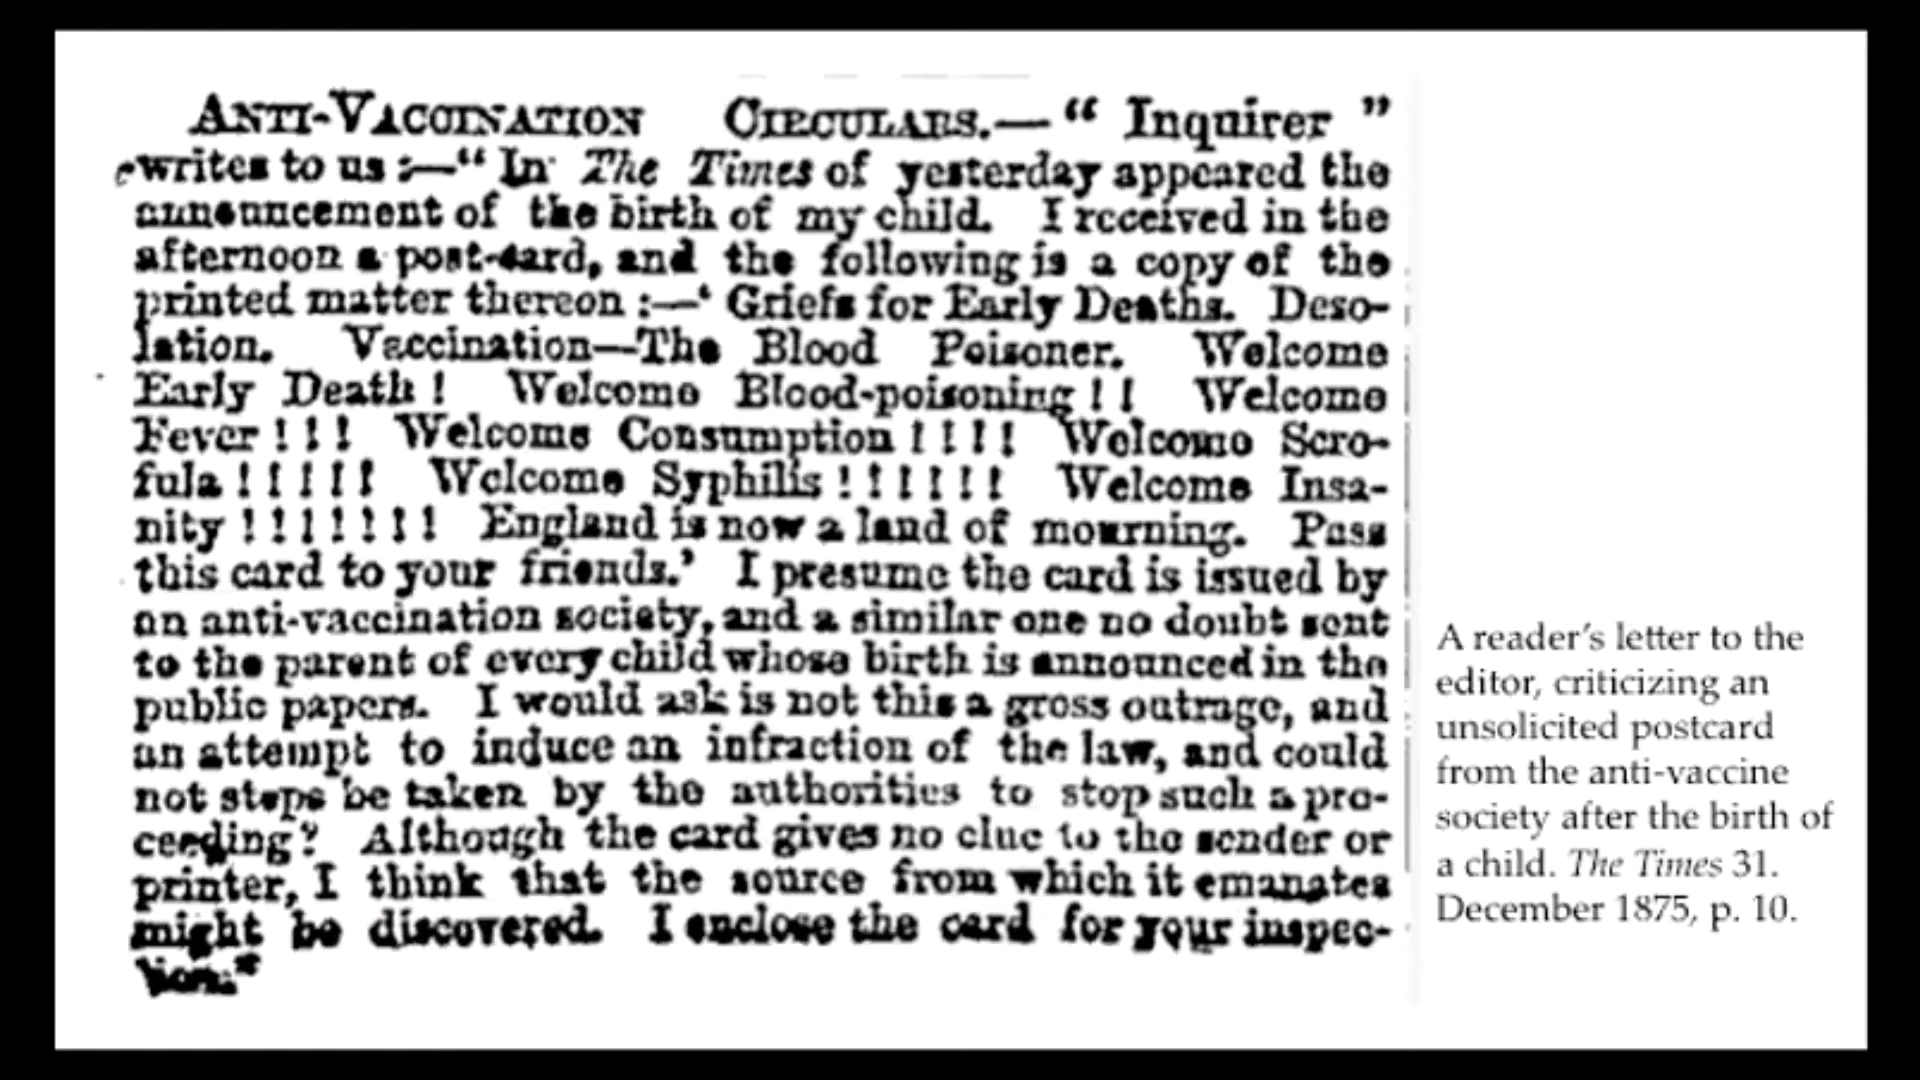 ANTI-VACCINATION CIRCULARS.—“ Inquirer ”
writes to us :—“ In The Times of yesterday appeared the
announcement of the birth of my child. I received in the
afternoon a post-card, and the following is a copy of the
printed matter thereon :—‘ Griefs for Early Deaths. Deso-
lation. Vaccination—The Blood Poisoner. Welcome
Early Death ! Welcome Blood-poisoning ! ! Welcome
Fever ! ! ! Welcome Consumption ! ! ! ! Welcome Scro-
fula ! ! ! ! ! Welcome Syphilis ! ! ! ! ! ! Welcome Insa-
nity ! ! ! ! ! ! ! England is now a land of mourning. Pass
this card to your friends.’ I presume the card is issued by
an anti-vaccination society, and a similar one no doubt sent
to the parent of every child whose birth is announced in the
public papers. I would ask is not this a gross outrage, and
an attempt to induce an infraction of the law, and could
not steps be taken by the authorities to stop such a pro-
ceeding? Although the card gives no clue to the sender or
printer, I think that the source from which it emanates
might be discovered. I enclose the card for your inspec-
tion.”
A reader’s letter to the
editor, criticizing an
unsolicited postcard
from the anti-vaccine
society after the birth of
a child. The Times 31.
December 1875, p. 10.